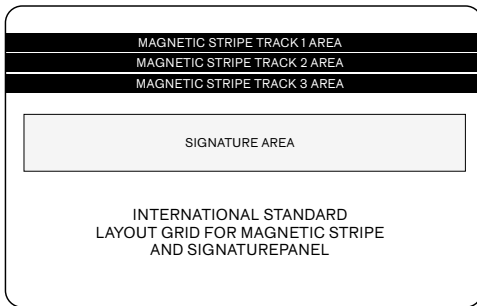 MAGNETIC STRIPE TRACK 1 AREA
MAGNETIC STRIPE TRACK 2 AREA
MAGNETIC STRIPE TRACK 3 AREA
SIGNATURE AREA
INTERNATIONAL STANDARD
LAYOUT GRID FOR MAGNETIC STRIPE
AND SIGNATUREPANEL